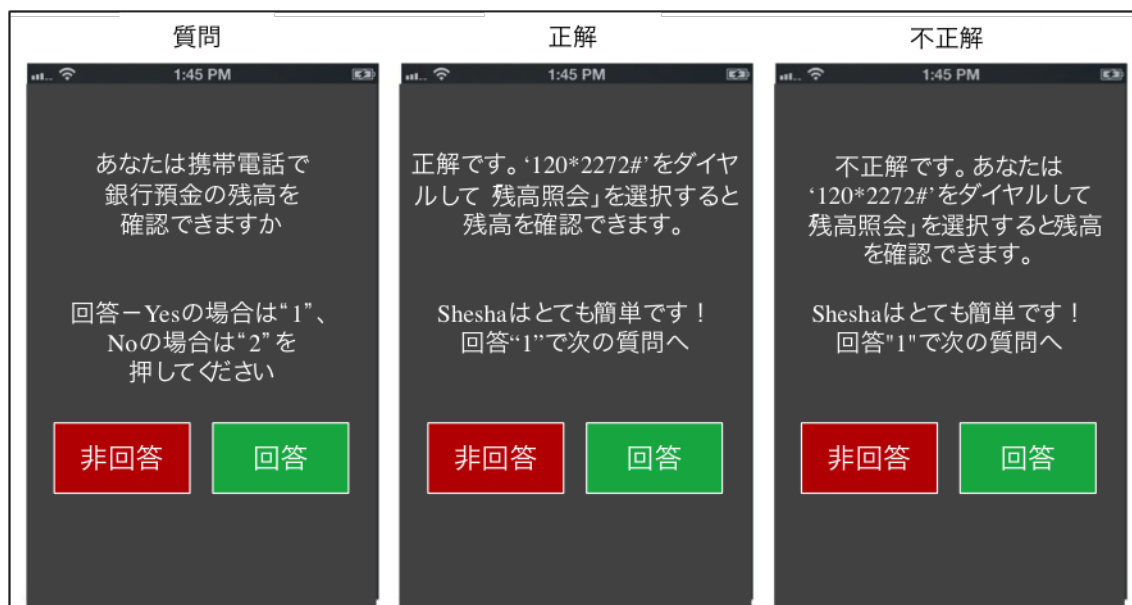 質問
1:45 PM
あなたは携帯電話で
銀行預金の残高を
確認できますか
回答－Yesの場合は“1”、
Noの場合は“2”を
押してください
非回答
回答
正解
1:45 PM
正解です。‘120*2272#’をダイヤ
ルして 残高照会」を選択すると
残高を確認できます。
Sheshaはとても簡単です！
回答“1”で次の質問へ
非回答
回答
不正解
1:45 PM
不正解です。あなたは
‘120*2272#’をダイヤルして
残高照会」を選択すると残高
を確認できます。
Sheshaはとても簡単です！
回答"1"で次の質問へ
非回答
回答